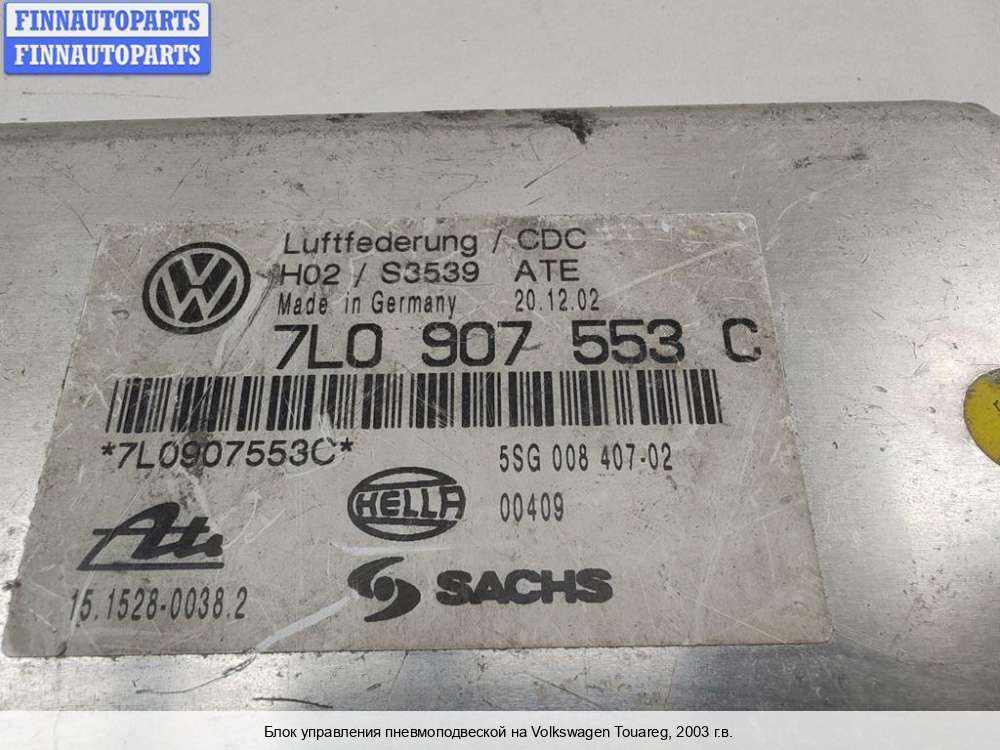 FINNAUTOPARTS
FINNAUTOPARTS
Luftfederung / CDC
H02 / S3539 ATE
Made in Germany 20.12.02
7L0 907 553 C
*7L0907553C*
5SG 008 407-02
HELLA
00409
Ate
SACHS
15.1528-0038.2
Блок управления пневмоподвеской на Volkswagen Touareg, 2003 г.в.